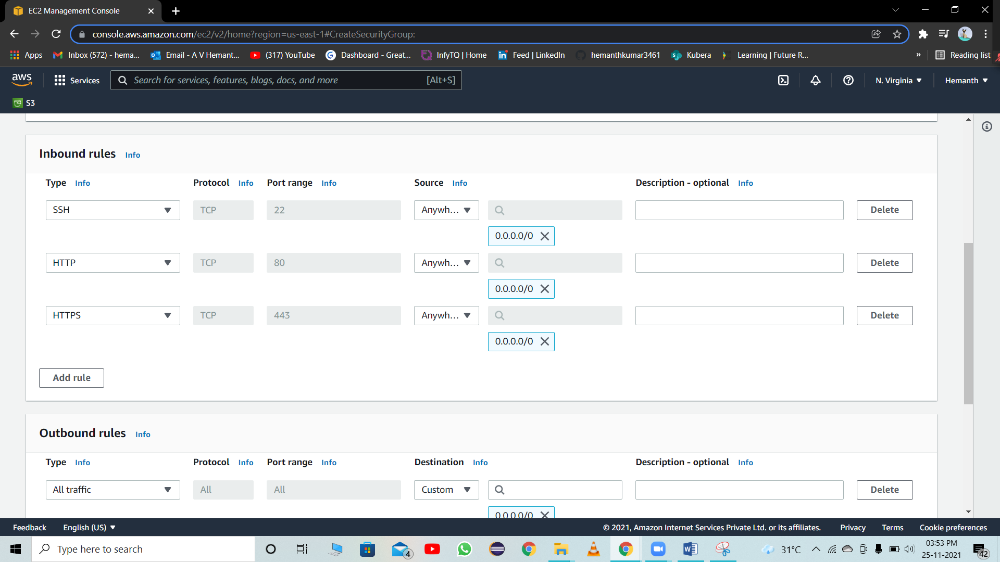 EC2 Management Console
console.aws.amazon.com/ec2/v2/home?region=us-east-1#CreateSecurityGroup:
Apps Inbox (572) - hema... Email - A V Hemant... (317) YouTube Dashboard - Great... InfyTQ | Home Feed | LinkedIn hemanthkumar3461 Kubera Learning | Future R... » Reading list
aws Services Search for services, features, blogs, docs, and more [Alt+S] N. Virginia Hemanth
S3
Inbound rules Info
Type Info Protocol Info Port range Info Source Info Description - optional Info
SSH TCP 22 Anywh... Delete
0.0.0.0/0
HTTP TCP 80 Anywh... Delete
0.0.0.0/0
HTTPS TCP 443 Anywh... Delete
0.0.0.0/0
Add rule
Outbound rules Info
Type Info Protocol Info Port range Info Destination Info Description - optional Info
All traffic All All Custom Delete
0.0.0.0/0
Feedback English (US) © 2021, Amazon Internet Services Private Ltd. or its affiliates. Privacy Terms Cookie preferences
Type here to search 4 31°C 03:53 PM
25-11-2021 42